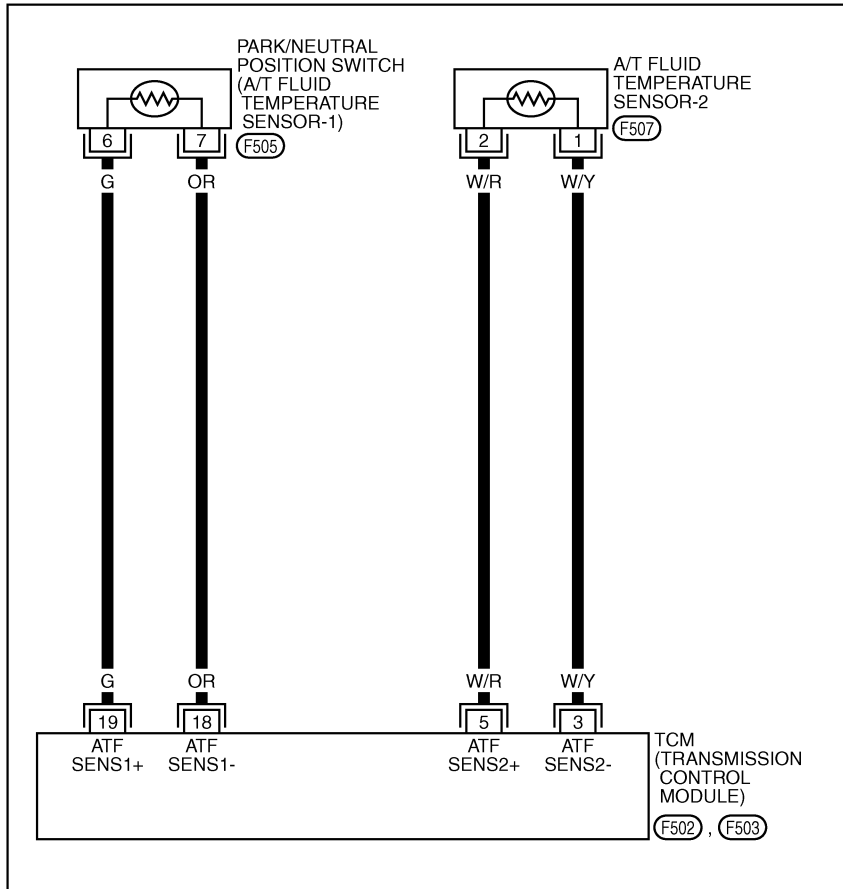 PARK/NEUTRAL
POSITION SWITCH
(A/T FLUID
TEMPERATURE
SENSOR-1)
F505
A/T FLUID
TEMPERATURE
SENSOR-2
F507
6 7 2 1
G OR W/R W/Y
G OR W/R W/Y
19 18 5 3
ATF ATF ATF ATF
SENS1+ SENS1- SENS2+ SENS2-
TCM
(TRANSMISSION
CONTROL
MODULE)
F502 , F503